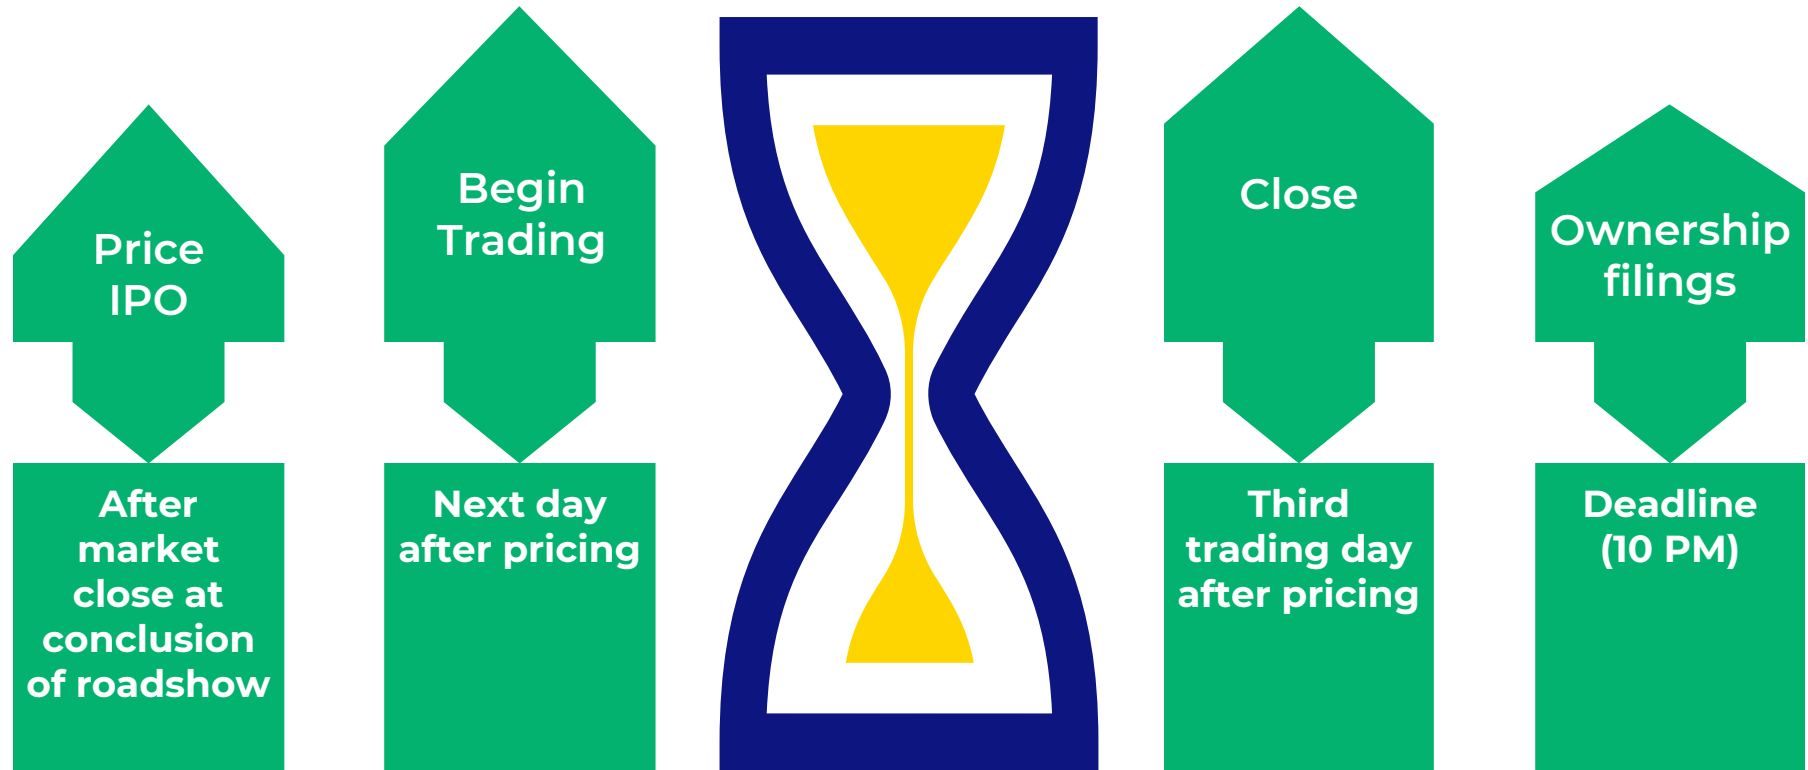 Price
IPO
After
market
close at
conclusion
of roadshow
Begin
Trading
Next day
after pricing
Close
Third
trading day
after pricing
Ownership
filings
Deadline
(10 PM)